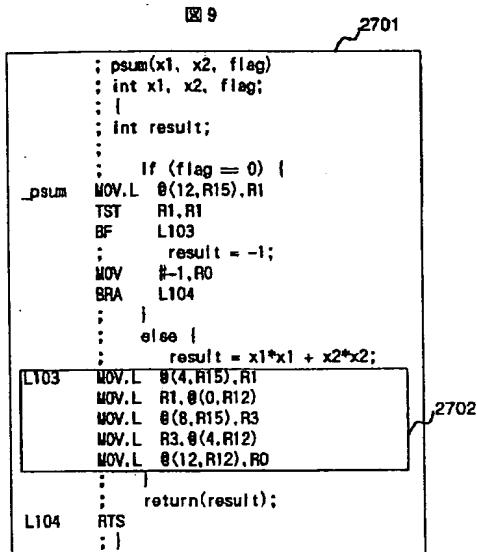 図 9
2701
; psum(x1, x2, flag)
; int x1, x2, flag;
; {
; int result;
;
; if (flag == 0) {
_psum MOV.L @(12,R15),R1
TST R1,R1
BF L103
; result = -1;
MOV #-1,R0
BRA L104
; }
; else {
; result = x1*x1 + x2*x2;
L103 MOV.L @(4,R15),R1
MOV.L R1,@(0,R12)
MOV.L @(8,R15),R3
MOV.L R3,@(4,R12)
MOV.L @(12,R12),R0
2702
; }
; return(result);
L104 RTS
; }